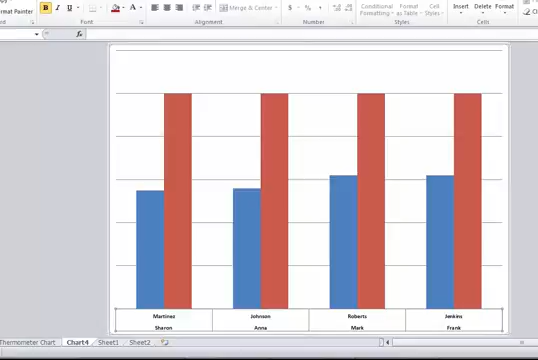 Copy
Format Painter
B I U A
Merge & Center
$ % ,
Conditional Formatting
Format as Table
Cell Styles
Insert Delete Format
Font Alignment Number Styles Cells
fx
Martinez Johnson Roberts Jenkins
Sharon Anna Mark Frank
Thermometer Chart Chart4 Sheet1 Sheet2